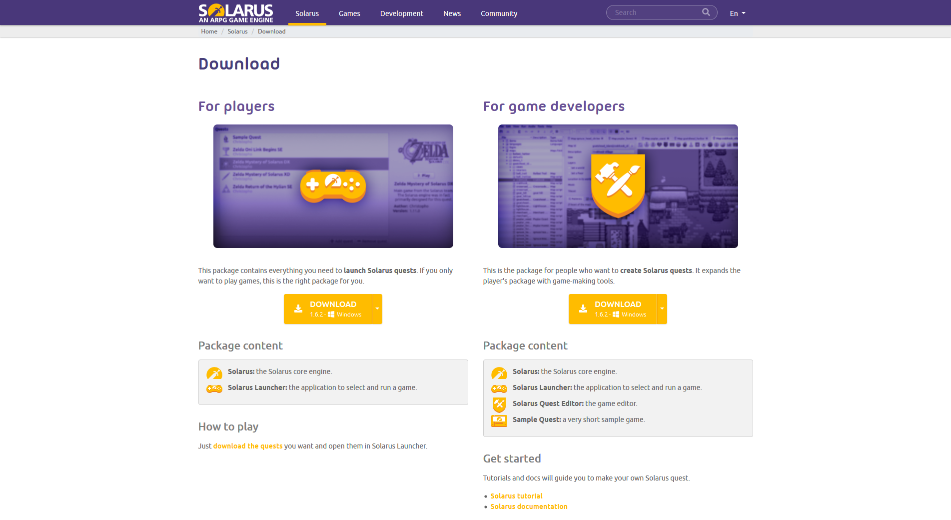 SOLARUS
AN ARPG GAME ENGINE
Solarus
Games
Development
News
Community
Search
En
Home / Solarus / Download
Download
For players
Sample Quest
ZELDA
This package contains everything you need to launch Solarus quests. If you only
want to play games, this is the right package for you.
DOWNLOAD
1.6.2 - Windows
Package content
Solarus: the Solarus core engine.
Solarus Launcher: the application to select and run a game.
How to play
Just download the quests you want and open them in Solarus Launcher.
For game developers
This is the package for people who want to create Solarus quests. It expands the
player's package with game-making tools.
DOWNLOAD
1.6.2 - Windows
Package content
Solarus: the Solarus core engine.
Solarus Launcher: the application to select and run a game.
Solarus Quest Editor: the game editor.
Sample Quest: a very short sample game.
Get started
Tutorials and docs will guide you to make your own Solarus quest.
Solarus tutorial
Solarus documentation